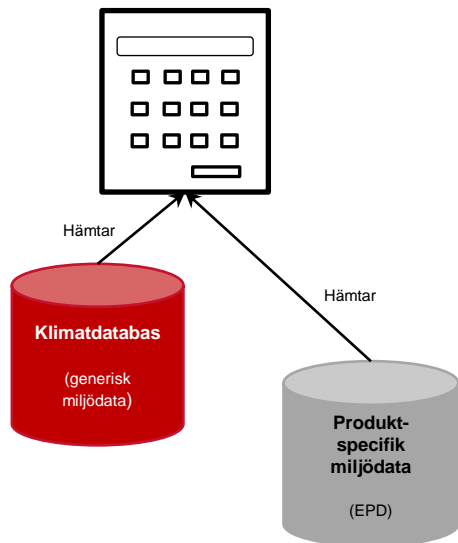 Hämtar
Hämtar
Klimatdatabas
(generisk
miljödata)
Produkt-
specifik
miljödata
(EPD)